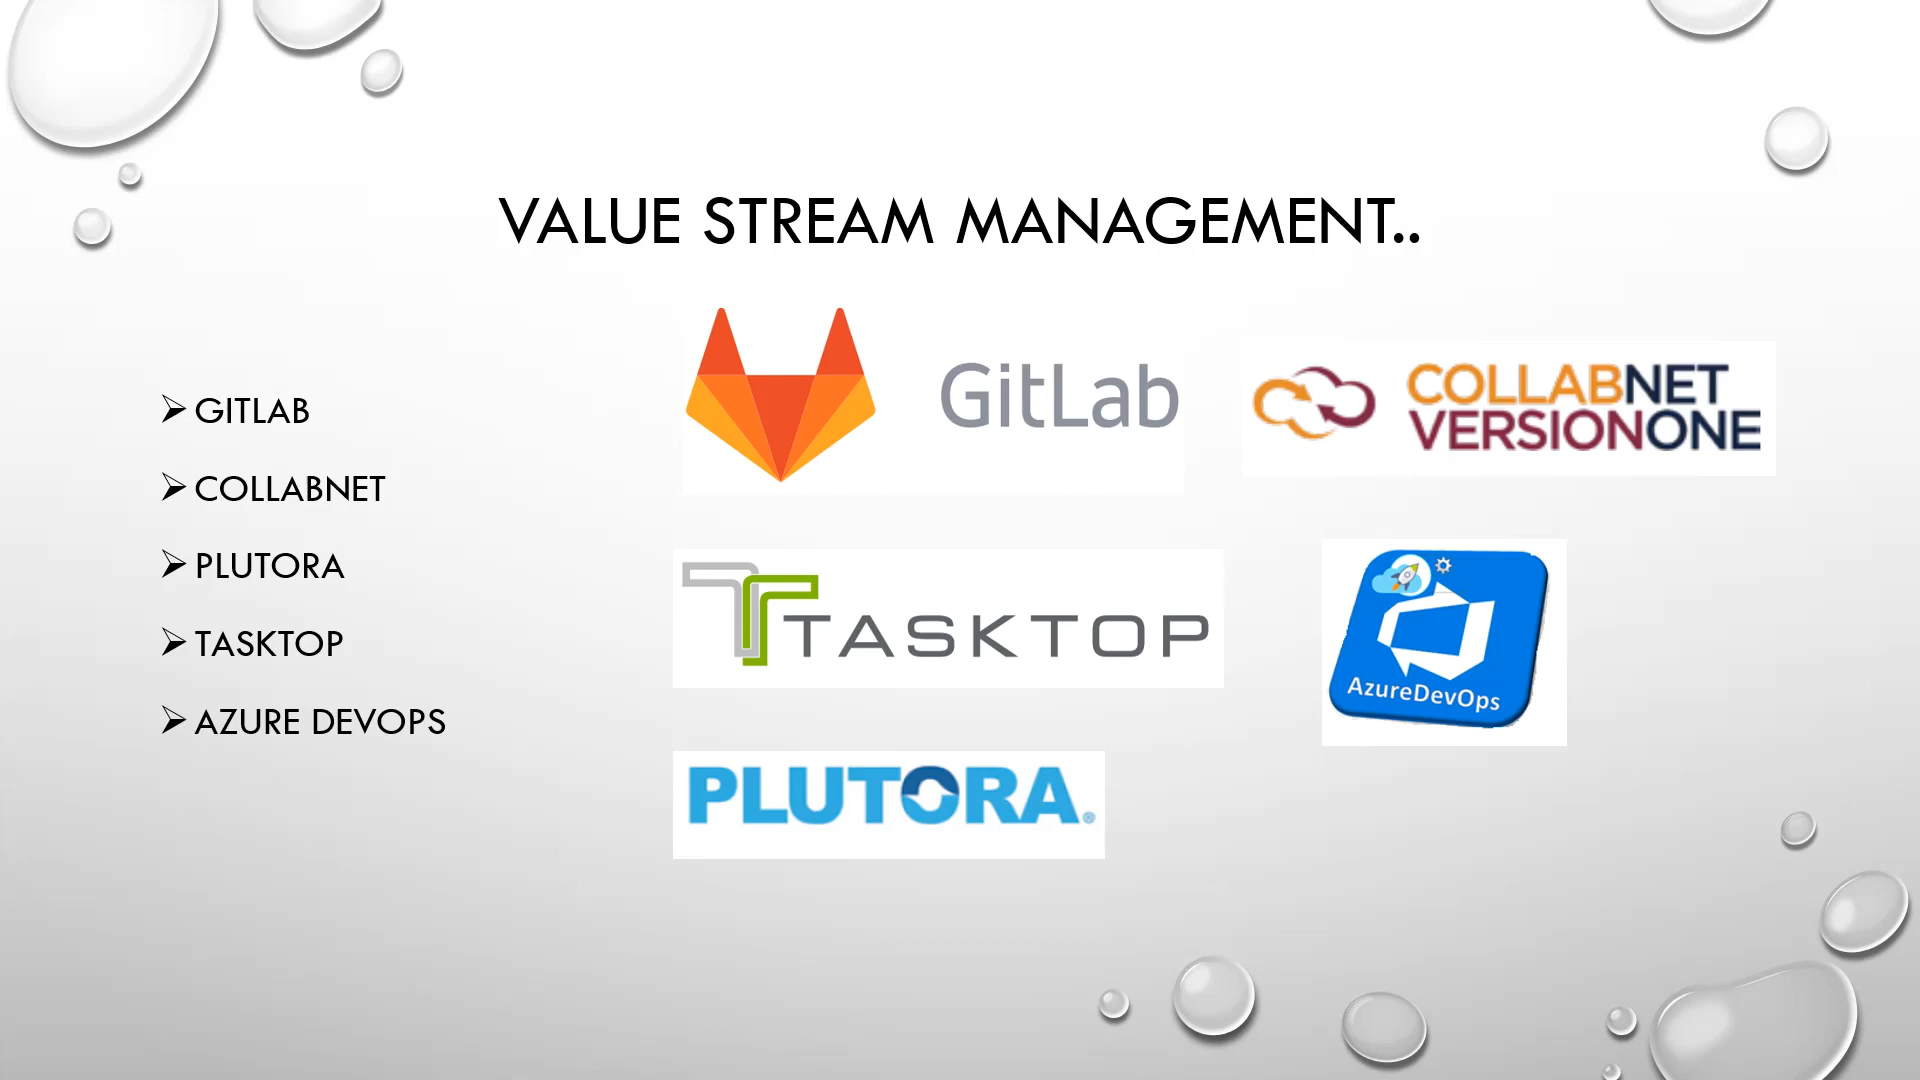 VALUE STREAM MANAGEMENT..
GITLAB
COLLABNET
PLUTORA
TASKTOP
AZURE DEVOPS
GitLab
COLLABNET
VERSIONONE
TASKTOP
AzureDevOps
PLUTORA®